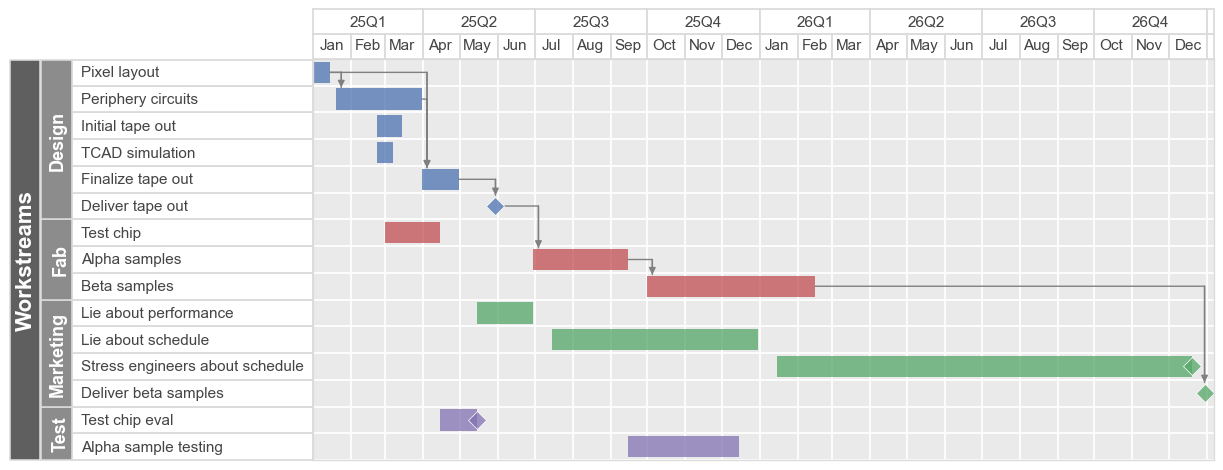 25Q1 25Q2 25Q3 25Q4 26Q1 26Q2 26Q3 26Q4
Jan Feb Mar Apr May Jun Jul Aug Sep Oct Nov Dec Jan Feb Mar Apr May Jun Jul Aug Sep Oct Nov Dec
Workstreams
Design
Pixel layout
Periphery circuits
Initial tape out
TCAD simulation
Finalize tape out
Deliver tape out
Fab
Test chip
Alpha samples
Beta samples
Marketing
Lie about performance
Lie about schedule
Stress engineers about schedule
Deliver beta samples
Test
Test chip eval
Alpha sample testing